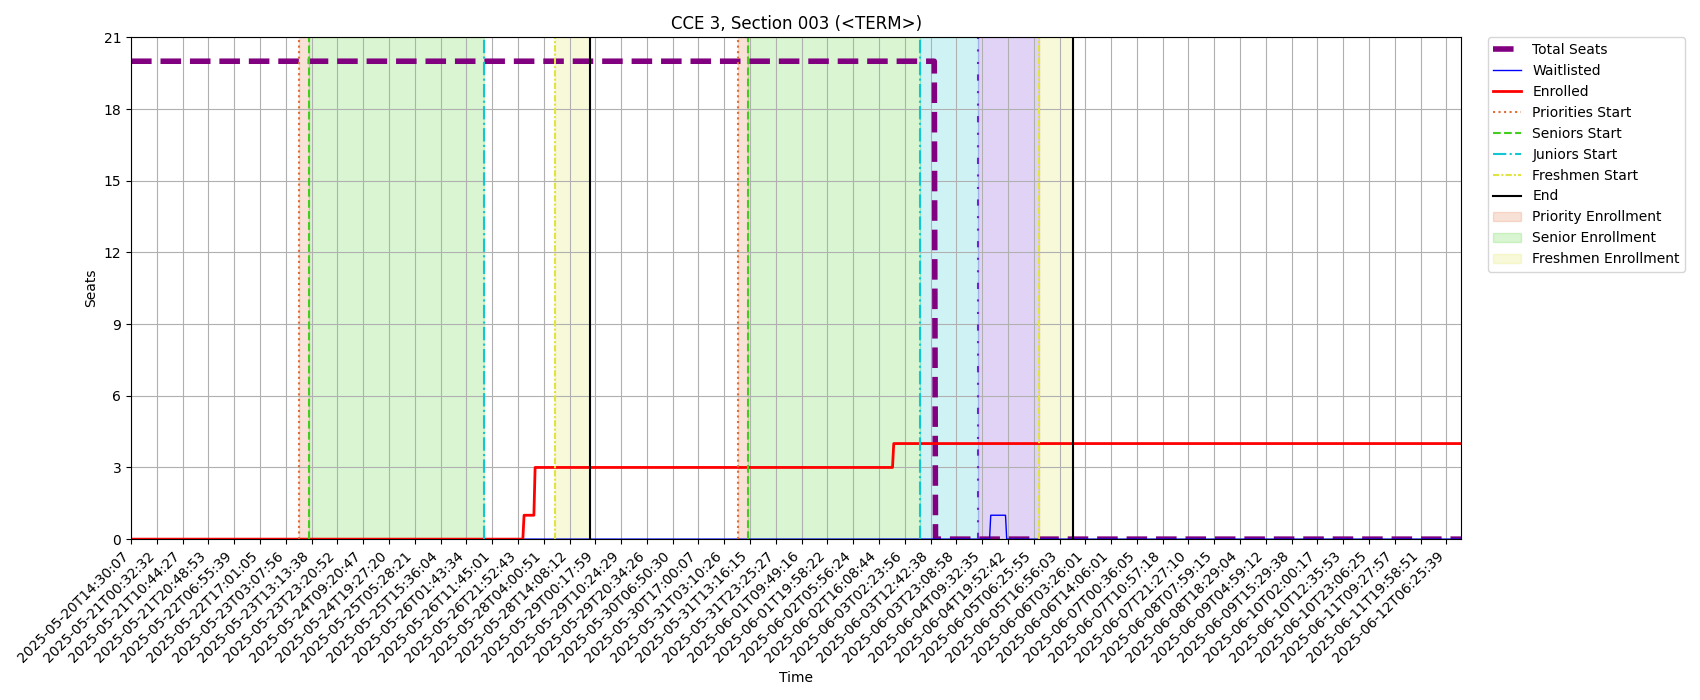 CCE 3, Section 003 (<TERM>)
21
18
15
12
9
6
3
0
Seats
2025-05-20T14:30:07
2025-05-21T00:32:32
2025-05-21T10:44:27
2025-05-21T20:48:53
2025-05-22T06:55:39
2025-05-22T17:01:05
2025-05-23T03:07:56
2025-05-23T13:13:38
2025-05-23T23:20:52
2025-05-24T09:20:47
2025-05-24T19:27:20
2025-05-25T05:28:21
2025-05-25T15:36:04
2025-05-26T01:43:34
2025-05-26T11:45:01
2025-05-26T21:52:43
2025-05-28T04:00:51
2025-05-28T14:08:12
2025-05-29T00:17:59
2025-05-29T10:24:29
2025-05-29T20:34:26
2025-05-30T06:50:30
2025-05-30T17:00:07
2025-05-31T03:10:26
2025-05-31T13:16:15
2025-05-31T23:25:27
2025-06-01T09:49:16
2025-06-01T19:58:22
2025-06-02T05:56:24
2025-06-02T16:08:44
2025-06-03T02:23:56
2025-06-03T12:42:38
2025-06-03T23:08:58
2025-06-04T09:32:35
2025-06-04T19:52:42
2025-06-05T06:25:55
2025-06-05T16:56:03
2025-06-06T03:26:01
2025-06-06T14:06:01
2025-06-07T00:36:05
2025-06-07T10:57:18
2025-06-07T21:27:10
2025-06-08T07:59:15
2025-06-08T18:29:04
2025-06-09T04:59:12
2025-06-09T15:29:38
2025-06-10T02:00:17
2025-06-10T12:35:53
2025-06-10T23:06:25
2025-06-11T09:27:57
2025-06-11T19:58:51
2025-06-12T06:25:39
Time
Total Seats
Waitlisted
Enrolled
Priorities Start
Seniors Start
Juniors Start
Freshmen Start
End
Priority Enrollment
Senior Enrollment
Freshmen Enrollment